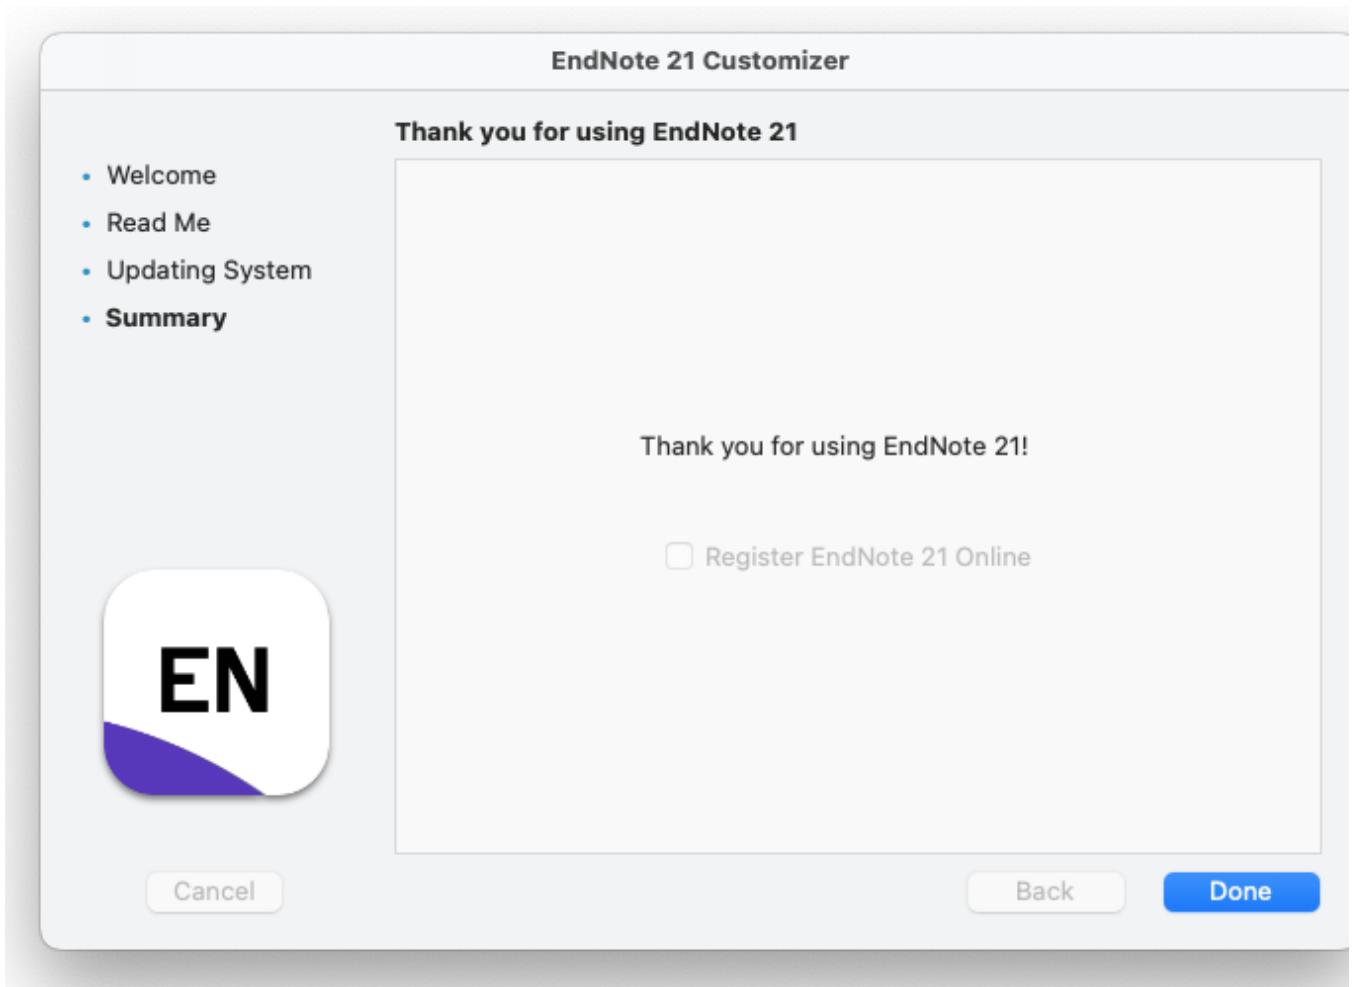 EndNote 21 Customizer
Thank you for using EndNote 21
Welcome
Read Me
Updating System
Summary
Thank you for using EndNote 21!
Register EndNote 21 Online
EN
Cancel
Back
Done